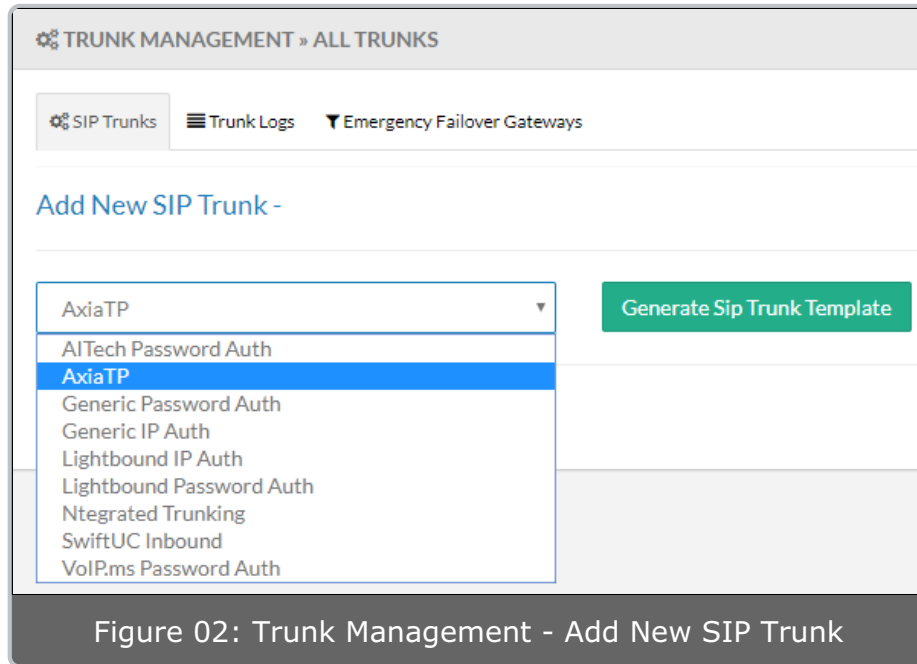 TRUNK MANAGEMENT » ALL TRUNKS
SIP Trunks Trunk Logs Emergency Failover Gateways
Add New SIP Trunk -
AxiaTP Generate Sip Trunk Template
AITech Password Auth
AxiaTP
Generic Password Auth
Generic IP Auth
Lightbound IP Auth
Lightbound Password Auth
Ntegrated Trunking
SwiftUC Inbound
VoIP.ms Password Auth
Figure 02: Trunk Management - Add New SIP Trunk